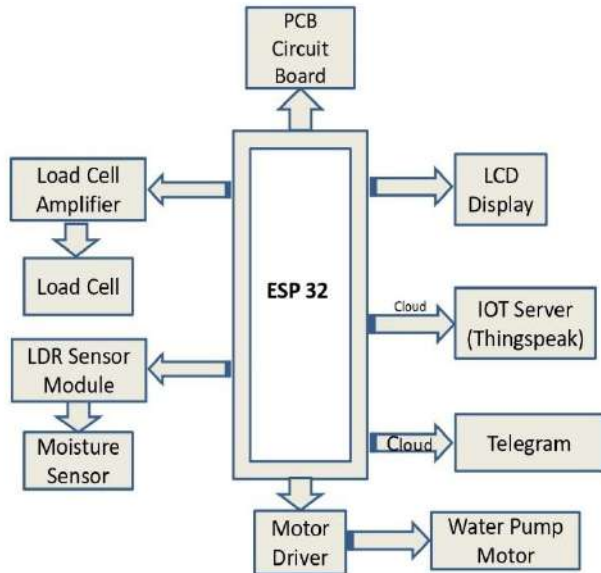 PCB
Circuit
Board
Load Cell
Amplifier
LCD
Display
Load Cell
ESP 32
Cloud
IOT Server
(Thingspeak)
LDR Sensor
Module
Cloud
Telegram
Moisture
Sensor
Motor
Driver
Water Pump
Motor